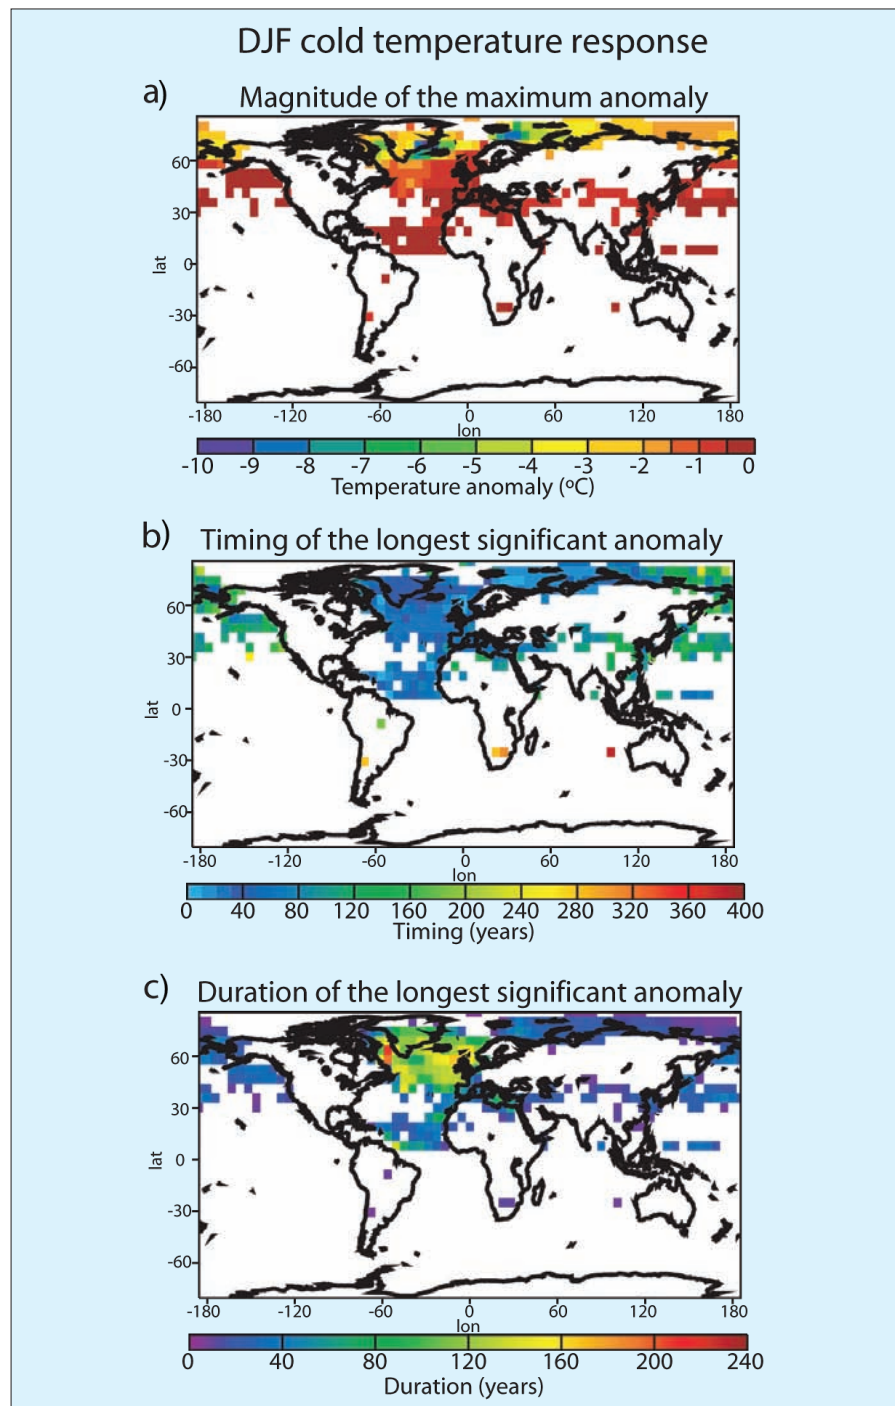 DJF cold temperature response
a) Magnitude of the maximum anomaly
60
30
0
-30
-60
lat
-180 -120 -60 0 60 120 180
lon
-10 -9 -8 -7 -6 -5 -4 -3 -2 -1 0
Temperature anomaly (ºC)
b) Timing of the longest significant anomaly
60
30
0
-30
-60
lat
-180 -120 -60 0 60 120 180
lon
0 40 80 120 160 200 240 280 320 360 400
Timing (years)
c) Duration of the longest significant anomaly
60
30
0
-30
-60
lat
-180 -120 -60 0 60 120 180
lon
0 40 80 120 160 200 240
Duration (years)